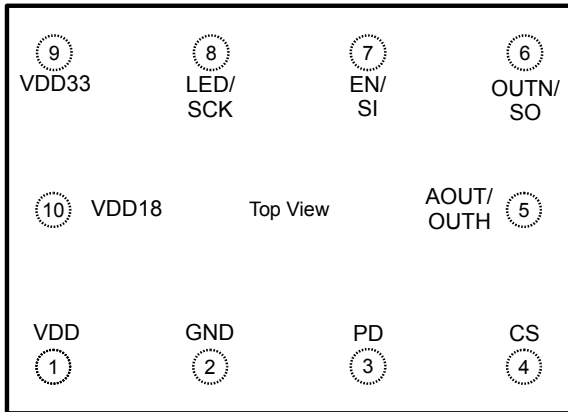 9 8 7 6
VDD33 LED/ EN/ OUTN/
SCK SI SO
10 VDD18 Top View AOUT/ 5
OUTH
VDD GND PD CS
1 2 3 4